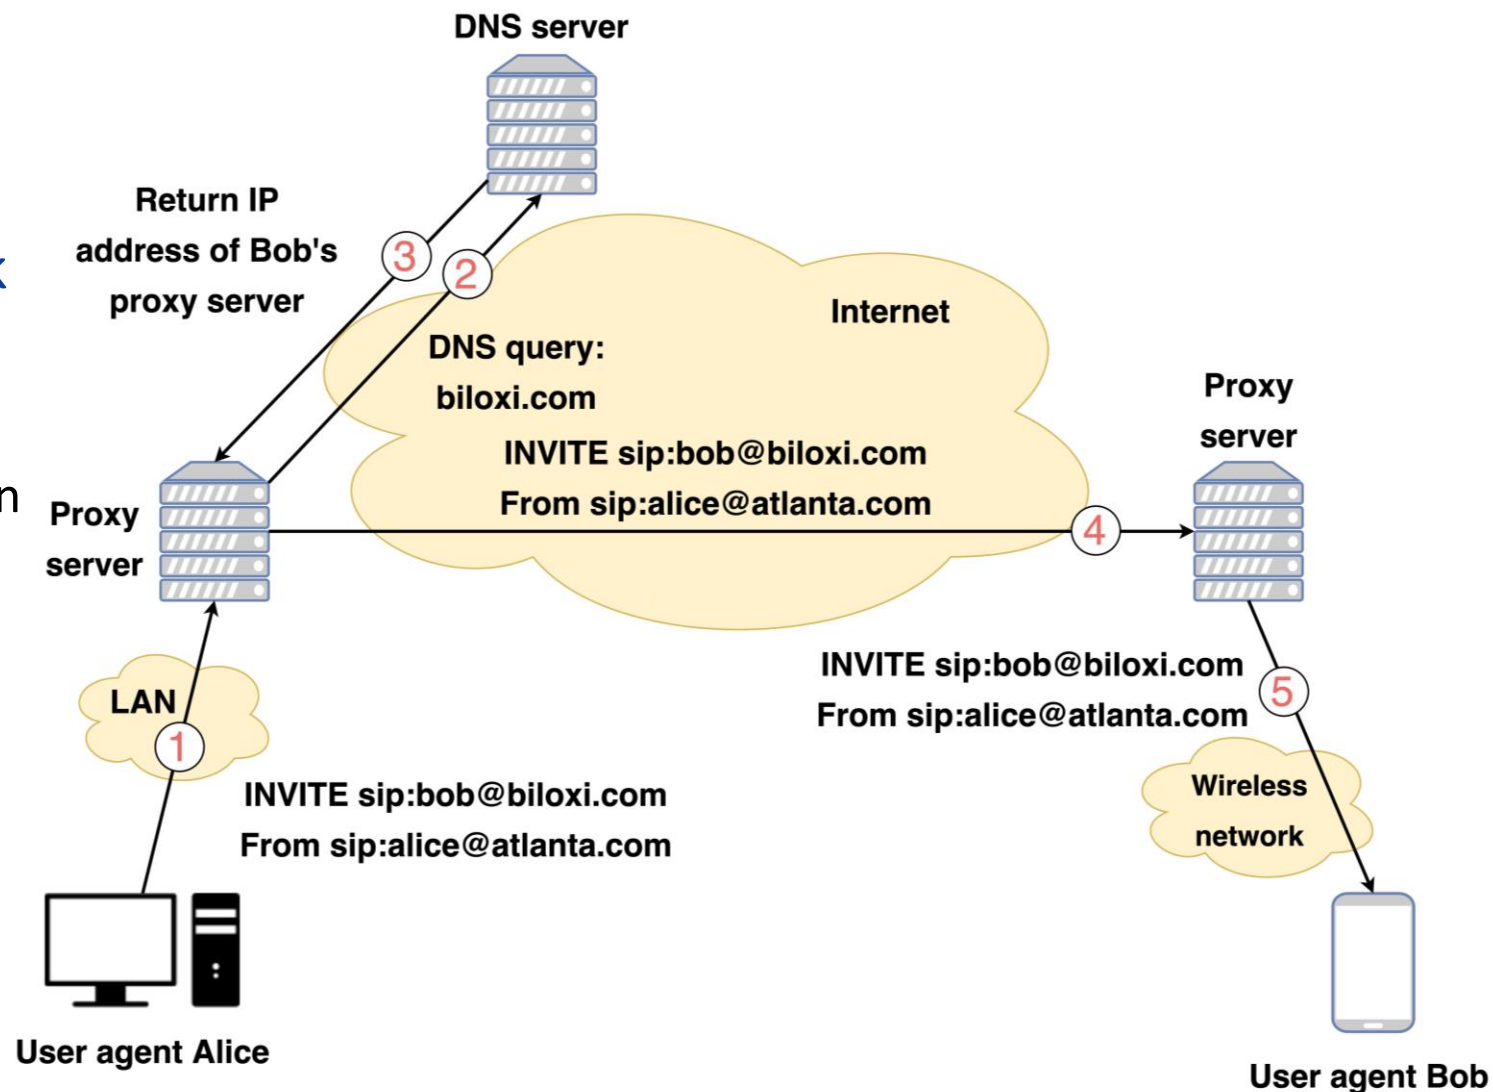 DNS server
Return IP
address of Bob's
proxy server
3
2
k
Internet
DNS query:
biloxi.com
Proxy
server
INVITE sip:bob@biloxi.com
From sip:alice@atlanta.com
4
n
Proxy
server
LAN
1
INVITE sip:bob@biloxi.com
From sip:alice@atlanta.com
5
Wireless
network
INVITE sip:bob@biloxi.com
From sip:alice@atlanta.com
User agent Alice
User agent Bob